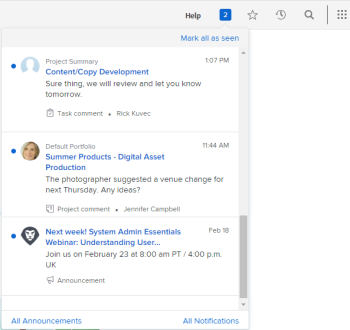 Help 2
Mark all as seen
Project Summary 1:07 PM
Content/Copy Development
Sure thing, we will review and let you know
tomorrow.
Task comment • Rick Kuvec
Default Portfolio 11:44 AM
Summer Products - Digital Asset
Production
The photographer suggested a venue change for
next Thursday. Any ideas?
Project comment • Jennifer Campbell
Next week! System Admin Essentials Feb 18
Webinar: Understanding User...
Join us on February 23 at 8:00 am PT / 4:00 p.m.
UK
Announcement
All Announcements All Notifications